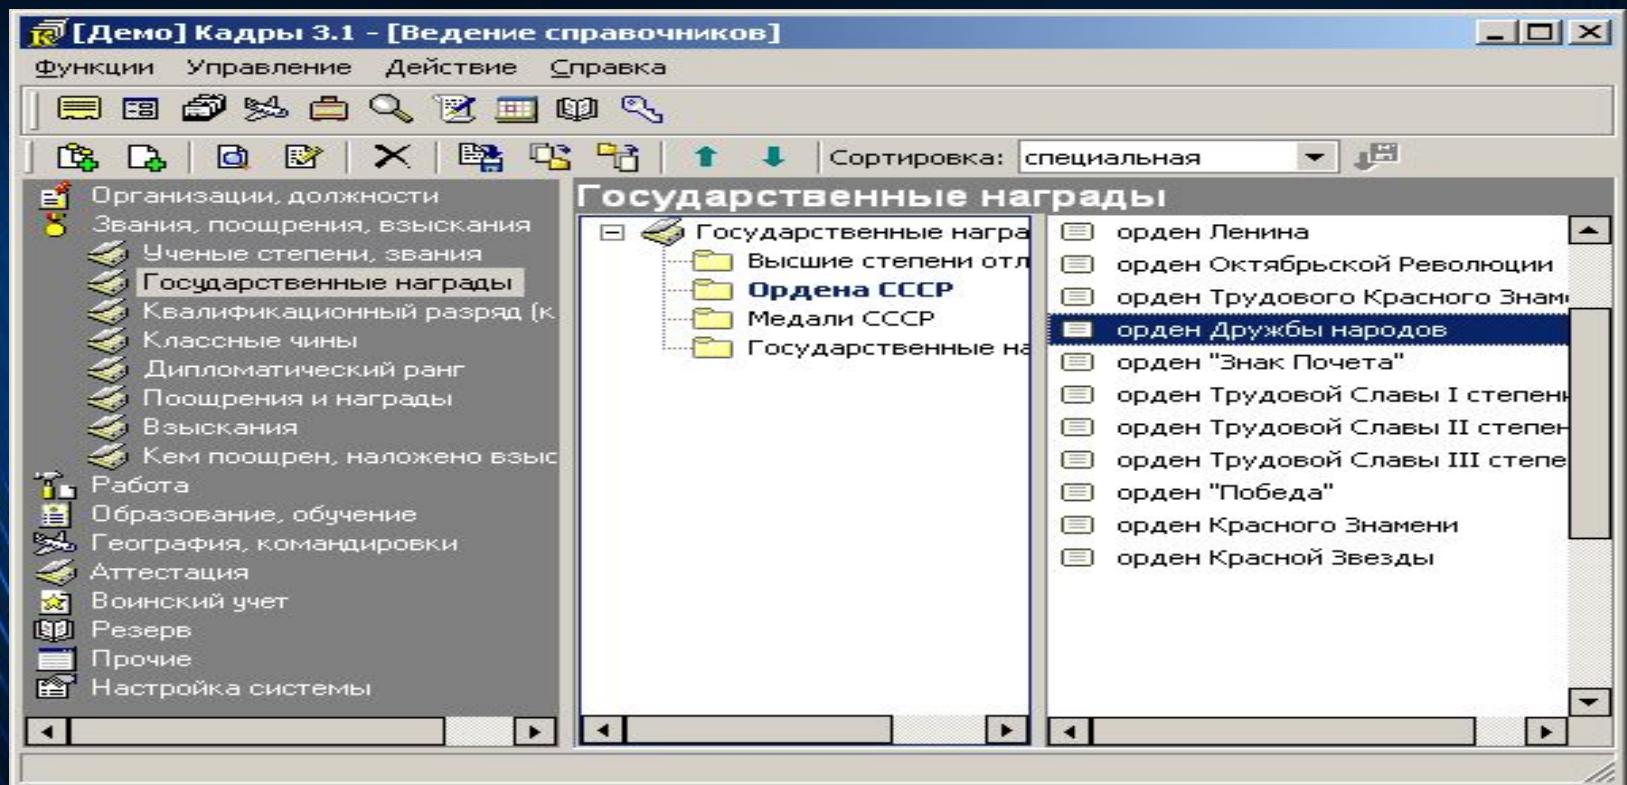 [Демо] Кадры 3.1 - [Ведение справочников]
Функции Управление Действие Справка
Сортировка: специальная
Организации, должности
Звания, поощрения, взыскания
Ученые степени, звания
Государственные награды
Квалификационный разряд (к
Классные чины
Дипломатический ранг
Поощрения и награды
Взыскания
Кем поощрен, наложено взыс
Работа
Образование, обучение
География, командировки
Аттестация
Воинский учет
Резерв
Прочие
Настройка системы
Государственные награды
Государственные награ
Высшие степени отл
Ордена СССР
Медали СССР
Государственные на
орден Ленина
орден Октябрьской Революции
орден Трудового Красного Знам
орден Дружбы народов
орден "Знак Почета"
орден Трудовой Славы I степен
орден Трудовой Славы II степен
орден Трудовой Славы III степе
орден "Победа"
орден Красного Знамени
орден Красной Звезды